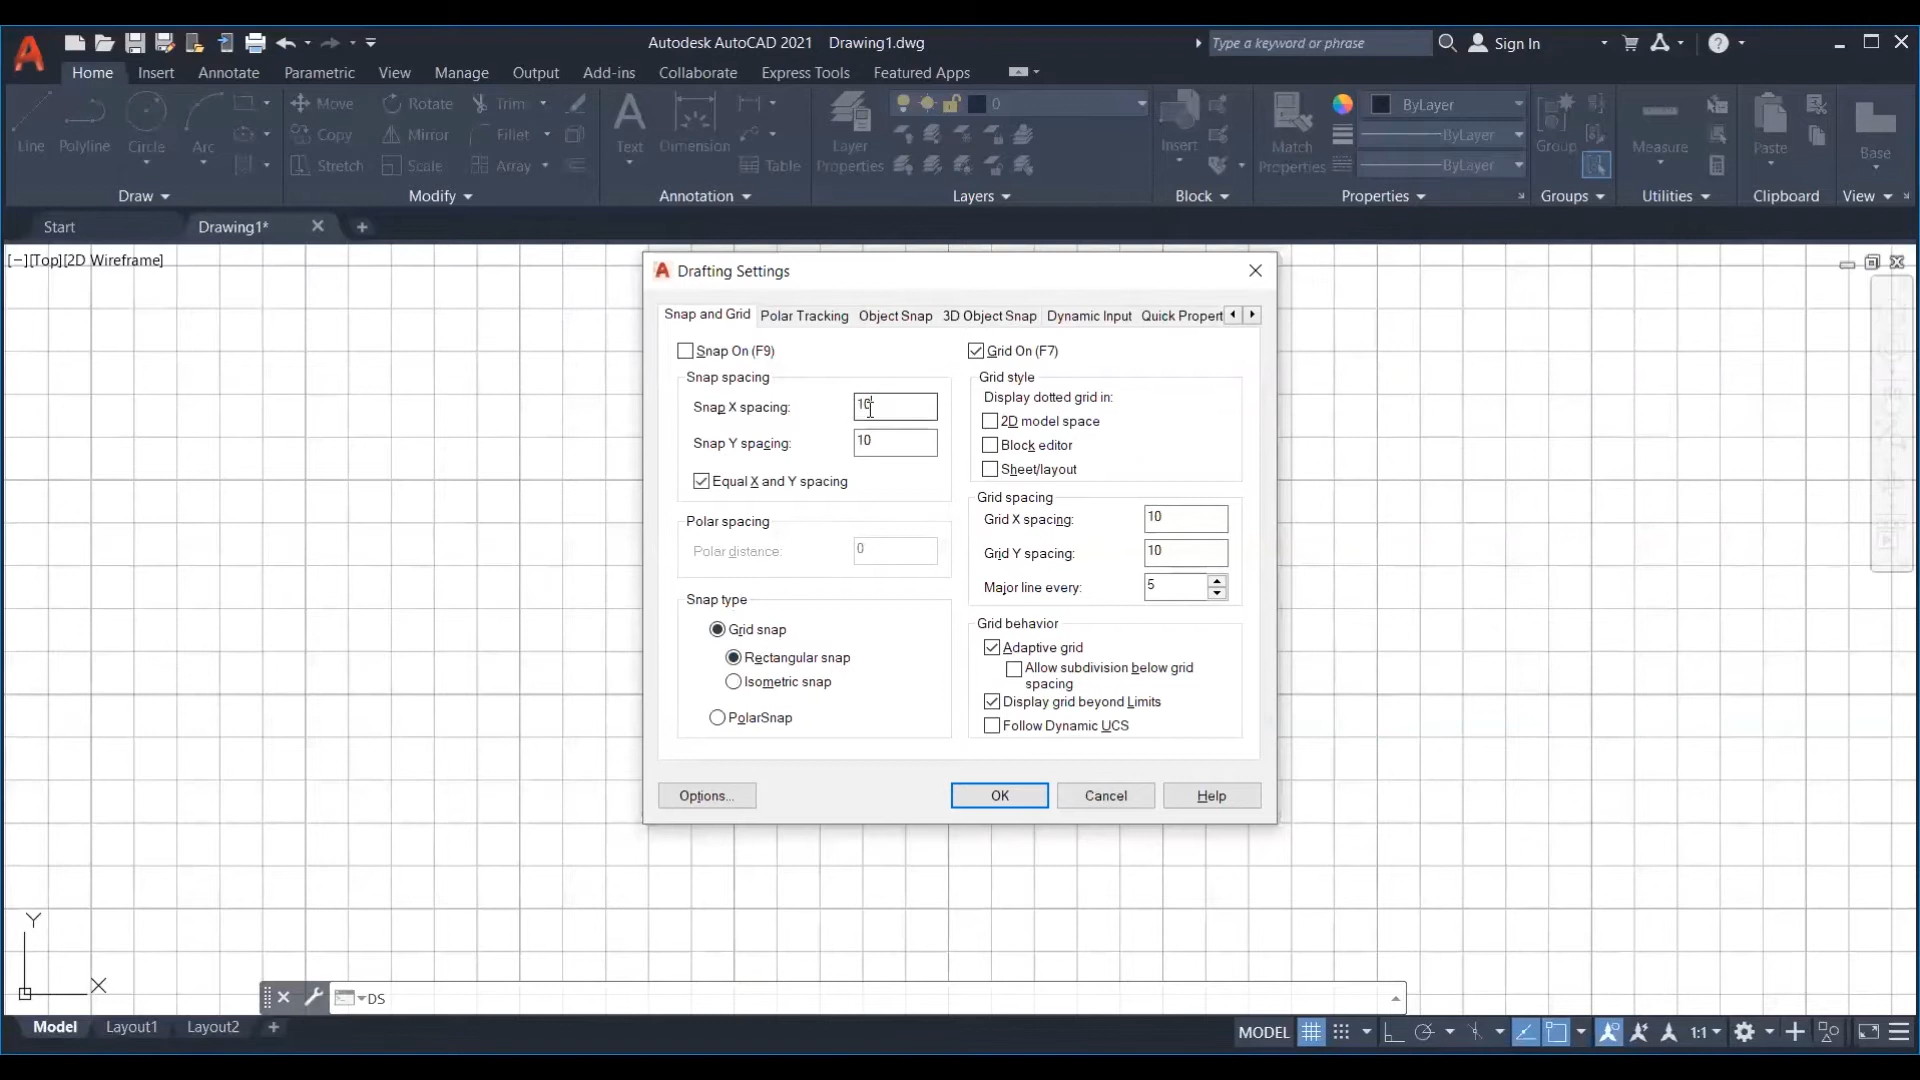 Autodesk AutoCAD 2021 Drawing1.dwg
Type a keyword or phrase
Sign In
Home Insert Annotate Parametric View Manage Output Add-ins Collaborate Express Tools Featured Apps
Line Polyline Circle Arc
Move Rotate Trim
Copy Mirror Fillet
Stretch Scale Array
Text Dimension Table
Layer Properties
0
Insert
Match Properties
ByLayer
ByLayer
ByLayer
Group
Measure
Paste
Base
Draw Modify Annotation Layers Block Properties Groups Utilities Clipboard View
Start Drawing1*
[−][Top][2D Wireframe]
Drafting Settings
Snap and Grid Polar Tracking Object Snap 3D Object Snap Dynamic Input Quick Propert
Snap On (F9)
Snap spacing
Snap X spacing: 10
Snap Y spacing: 10
Equal X and Y spacing
Polar spacing
Polar distance: 0
Snap type
Grid snap
Rectangular snap
Isometric snap
PolarSnap
Grid On (F7)
Grid style
Display dotted grid in:
2D model space
Block editor
Sheet/layout
Grid spacing
Grid X spacing: 10
Grid Y spacing: 10
Major line every: 5
Grid behavior
Adaptive grid
Allow subdivision below grid
spacing
Display grid beyond Limits
Follow Dynamic UCS
Options... OK Cancel Help
Y
X
DS
Model Layout1 Layout2
MODEL 1:1